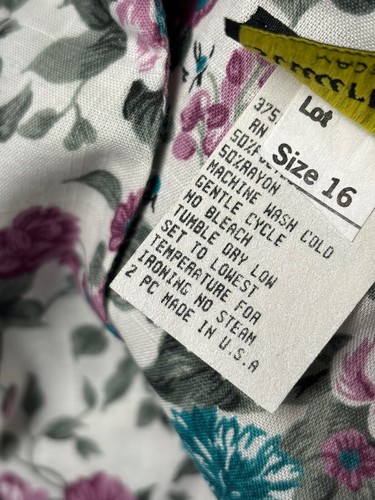 Lot
Size 16
375
RN
50%
50%RAYON
MACHINE WASH COLD
GENTLE CYCLE
NO BLEACH
TUMBLE DRY LOW
SET TO LOWEST
TEMPERATURE FOR
IRONING NO STEAM
2 PC MADE IN U.S.A